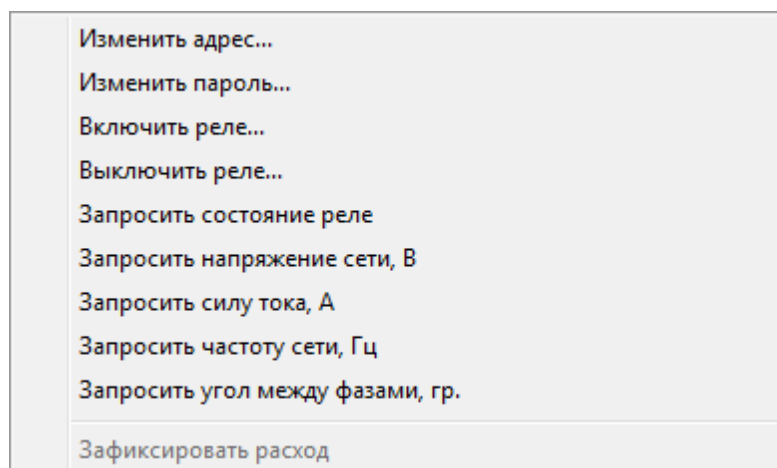 Изменить адрес...
Изменить пароль...
Включить реле...
Выключить реле...
Запросить состояние реле
Запросить напряжение сети, В
Запросить силу тока, А
Запросить частоту сети, Гц
Запросить угол между фазами, гр.
Зафиксировать расход